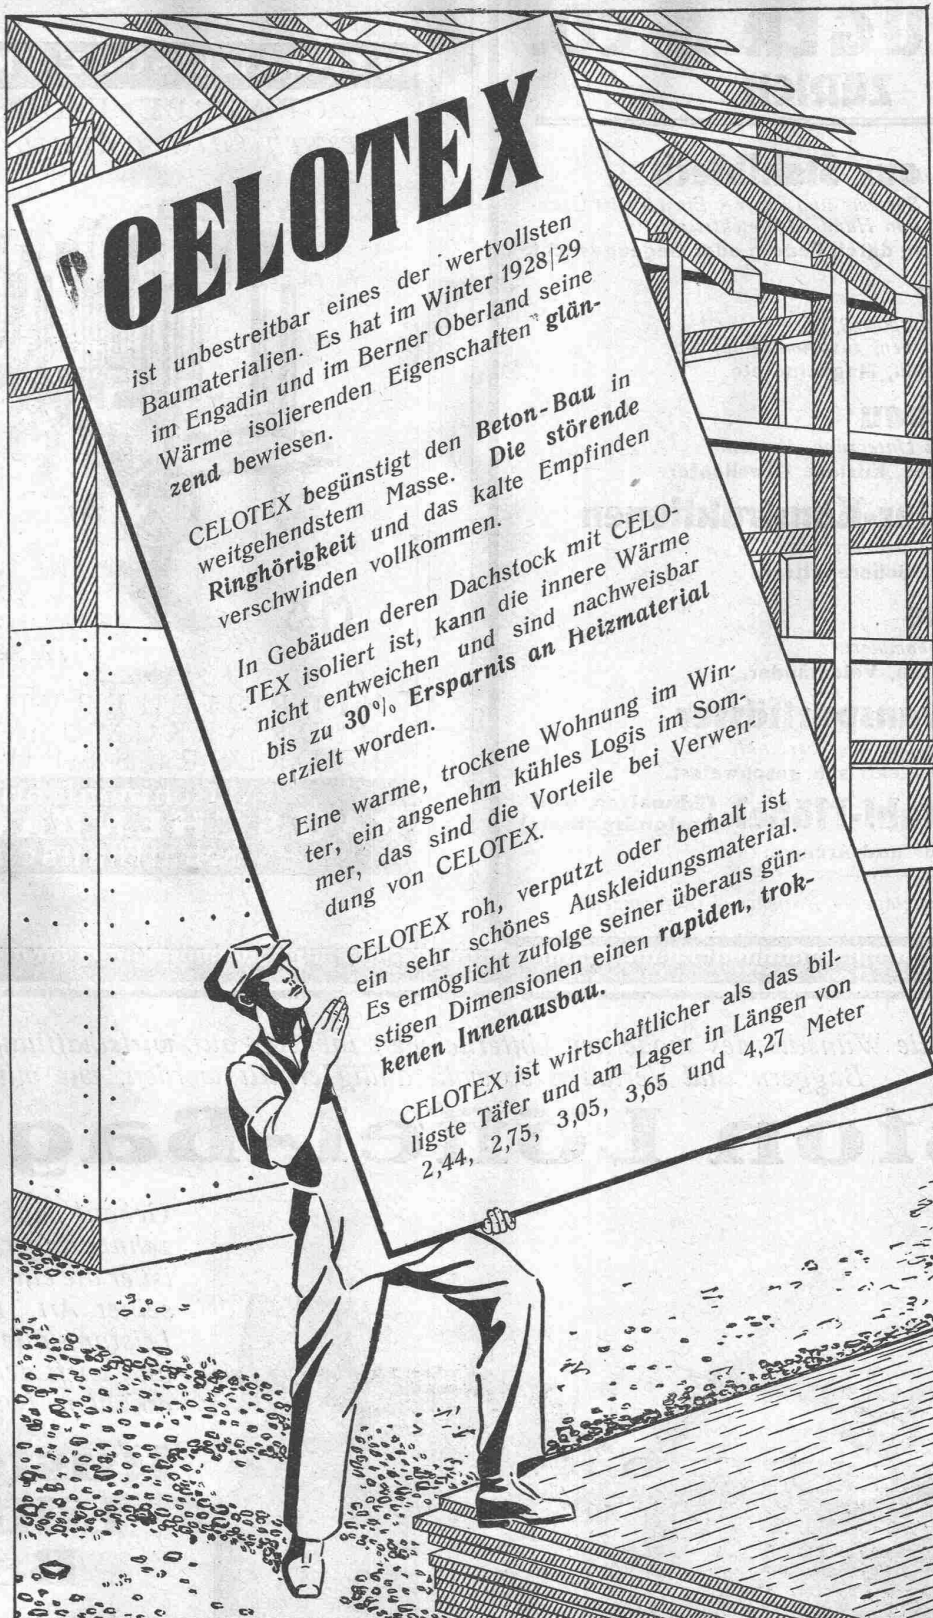 CELOTEX
ist unbestreitbar eines der wertvollsten
Baumaterialien. Es hat im Winter 1928|29
im Engadin und im Berner Oberland seine
Wärme isolierenden Eigenschaften glän-
zend bewiesen.
CELOTEX begünstigt den Beton-Bau in
weitgehendstem Masse. Die störende
Ringhörigkeit und das kalte Empfinden
verschwinden vollkommen.
In Gebäuden deren Dachstock mit CELO-
TEX isoliert ist, kann die innere Wärme
nicht entweichen und sind nachweisbar
bis zu 30% Ersparnis an Heizmaterial
erzielt worden.
Eine warme, trockene Wohnung im Win-
ter, ein angenehm kühles Logis im Som-
mer, das sind die Vorteile bei Verwen-
dung von CELOTEX.
CELOTEX roh, verputzt oder bemalt ist
ein sehr schönes Auskleidungsmaterial.
Es ermöglicht zufolge seiner überaus gün-
stigen Dimensionen einen rapiden, trok-
kenen Innenausbau.
CELOTEX ist wirtschaftlicher als das bil-
ligste Täfer und am Lager in Längen von
2,44, 2,75, 3,05, 3,65 und 4,27 Meter